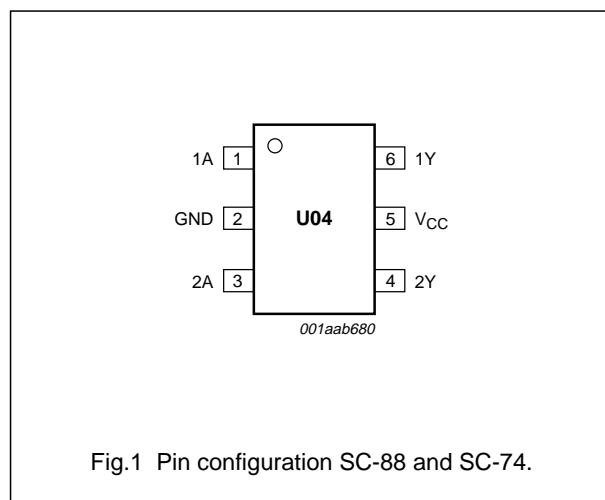 1A 1 6 1Y
GND 2 U04 5 VCC
2A 3 4 2Y
001aab680
Fig.1 Pin configuration SC-88 and SC-74.